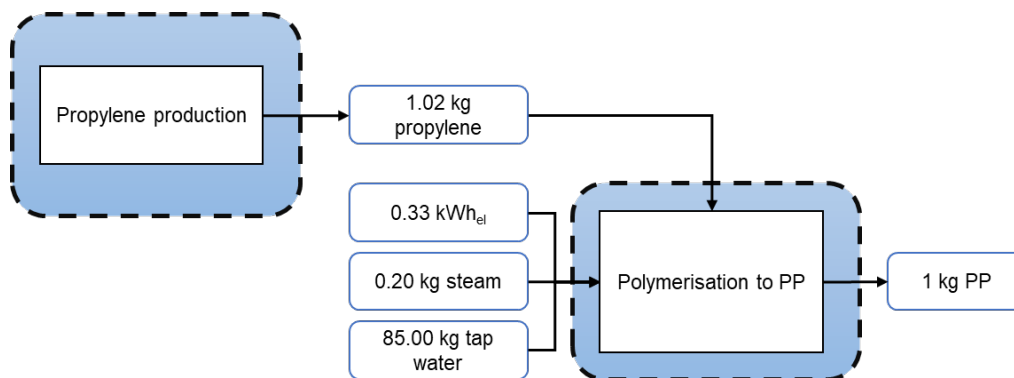 Propylene production
1.02 kg
propylene
0.33 kWhel
0.20 kg steam
85.00 kg tap
water
Polymerisation to PP
1 kg PP